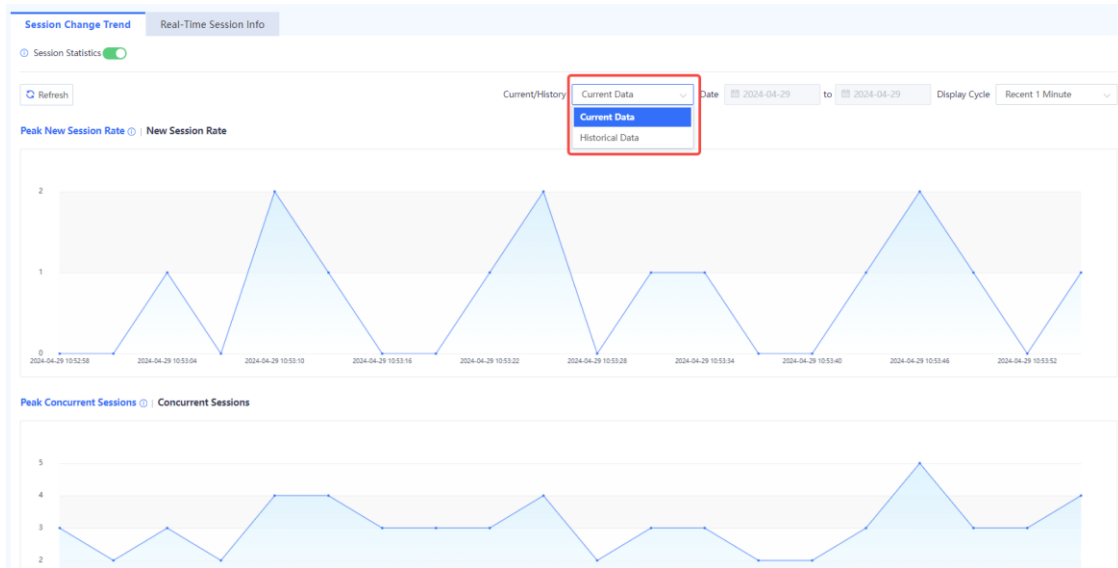 Session Change Trend Real-Time Session Info
Session Statistics
Refresh Current/History Current Data Date 2024-04-29 to 2024-04-29 Display Cycle Recent 1 Minute
Current Data
Historical Data
Peak New Session Rate | New Session Rate
2
1
0
2024-04-29 10:52:58 2024-04-29 10:53:04 2024-04-29 10:53:10 2024-04-29 10:53:16 2024-04-29 10:53:22 2024-04-29 10:53:28 2024-04-29 10:53:34 2024-04-29 10:53:40 2024-04-29 10:53:46 2024-04-29 10:53:52
Peak Concurrent Sessions | Concurrent Sessions
5
4
3
2